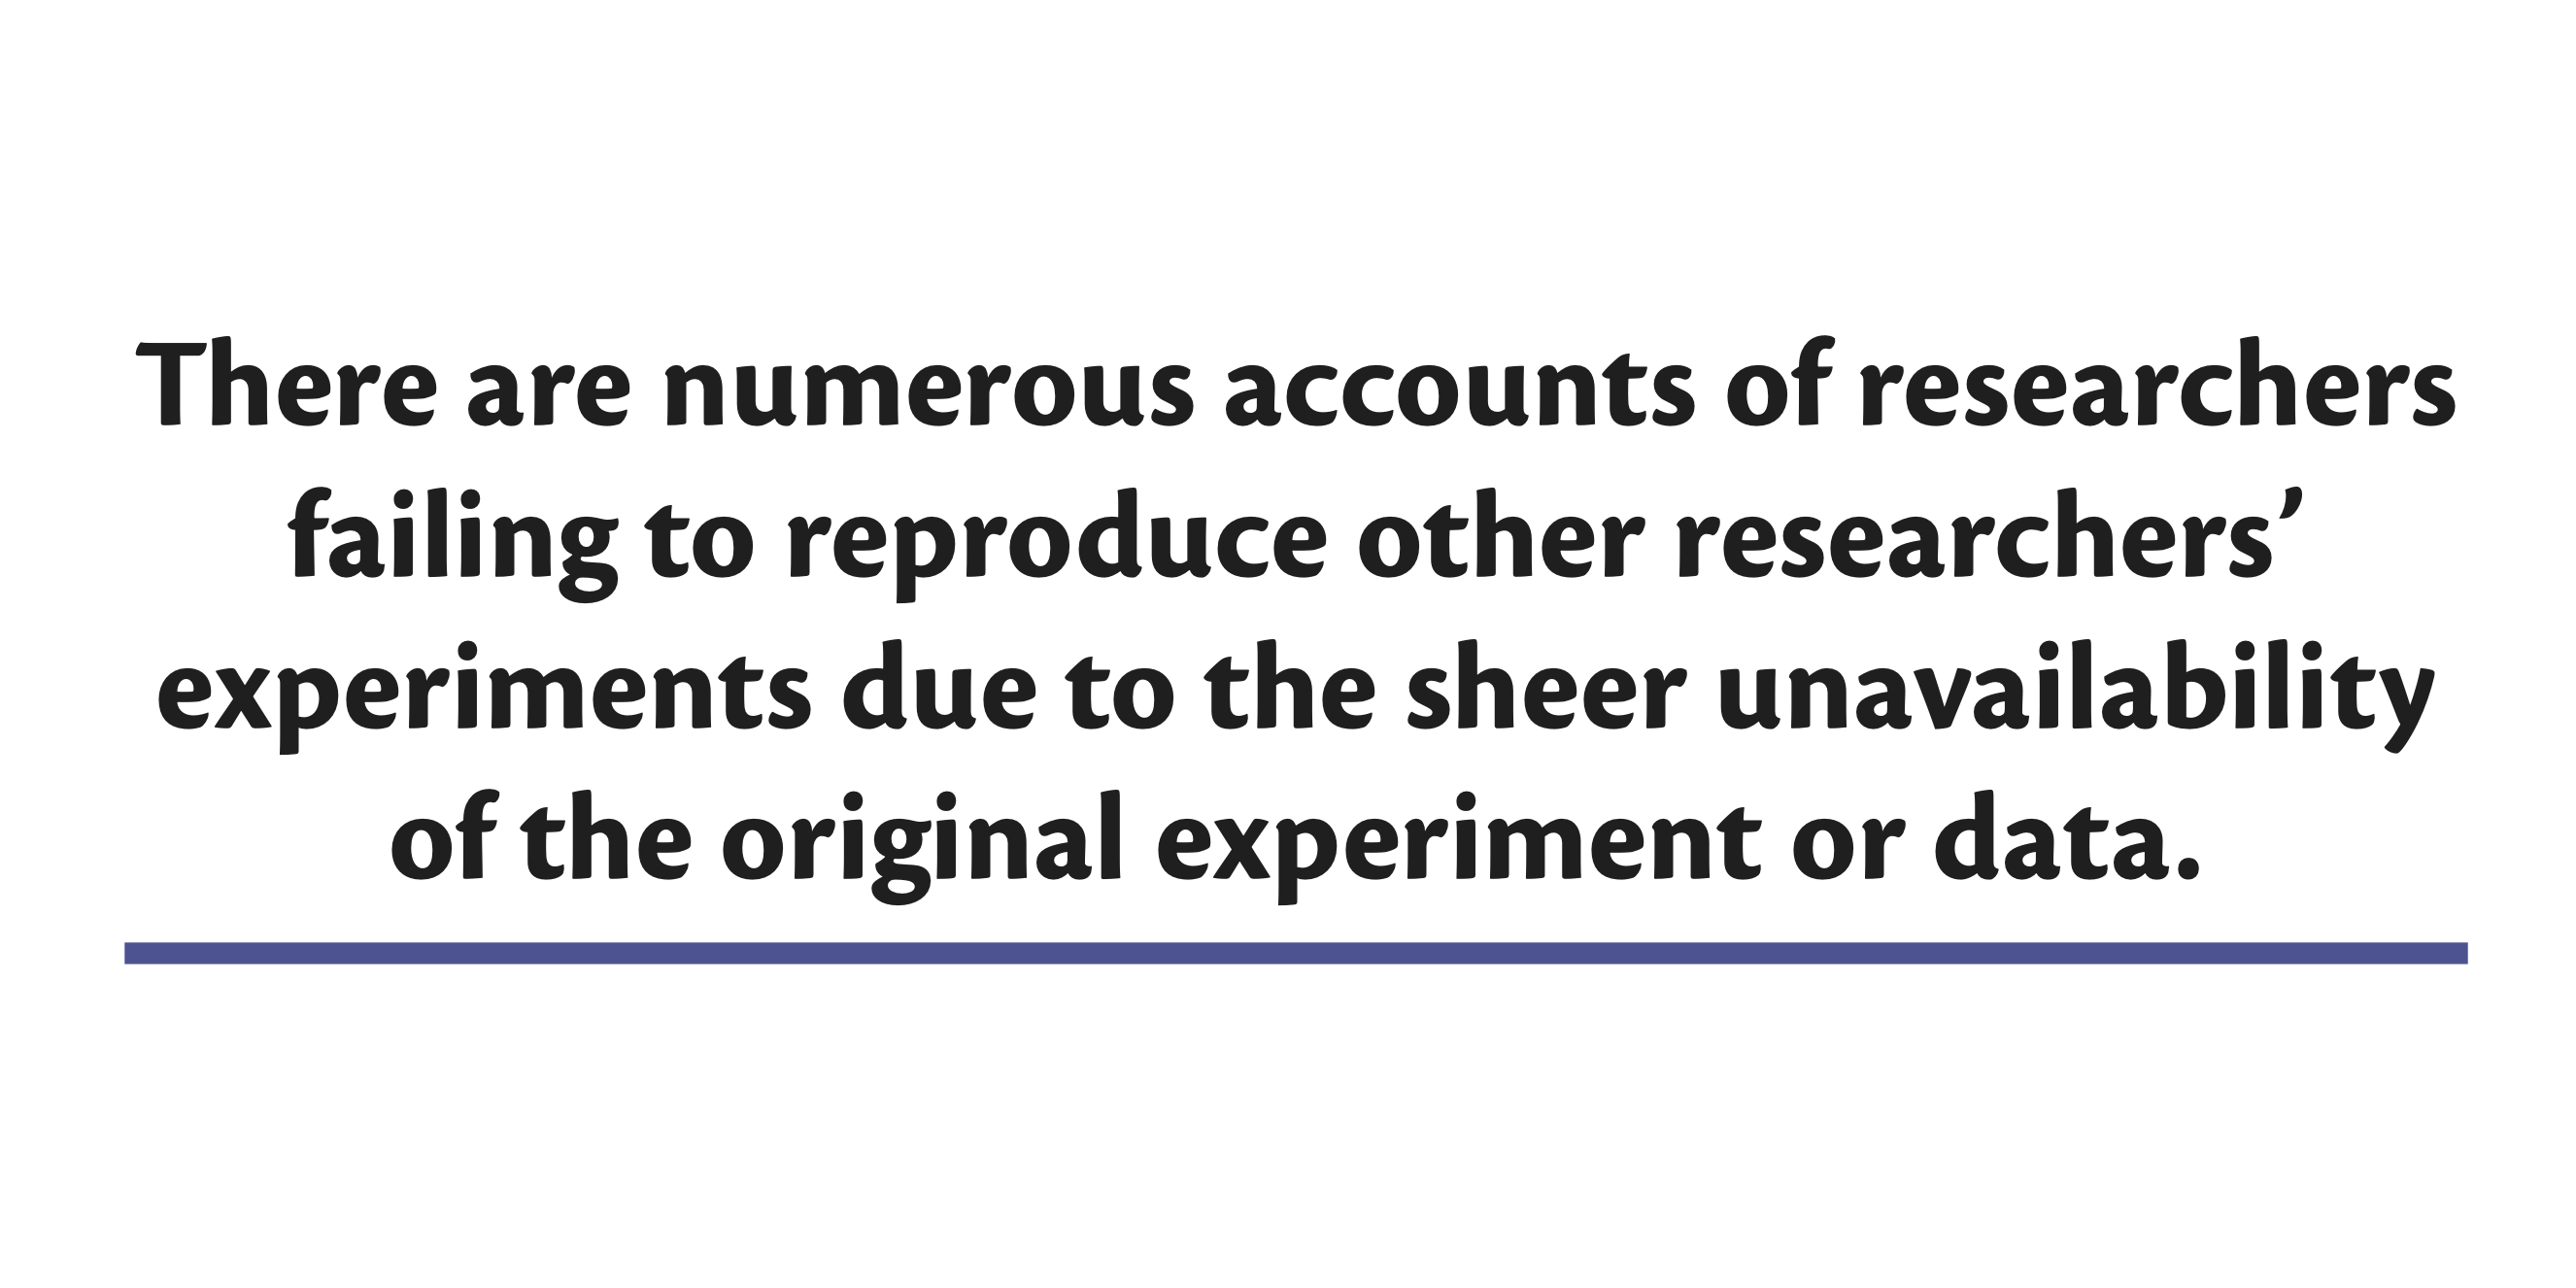 There are numerous accounts of researchers
failing to reproduce other researchers’
experiments due to the sheer unavailability
of the original experiment or data.